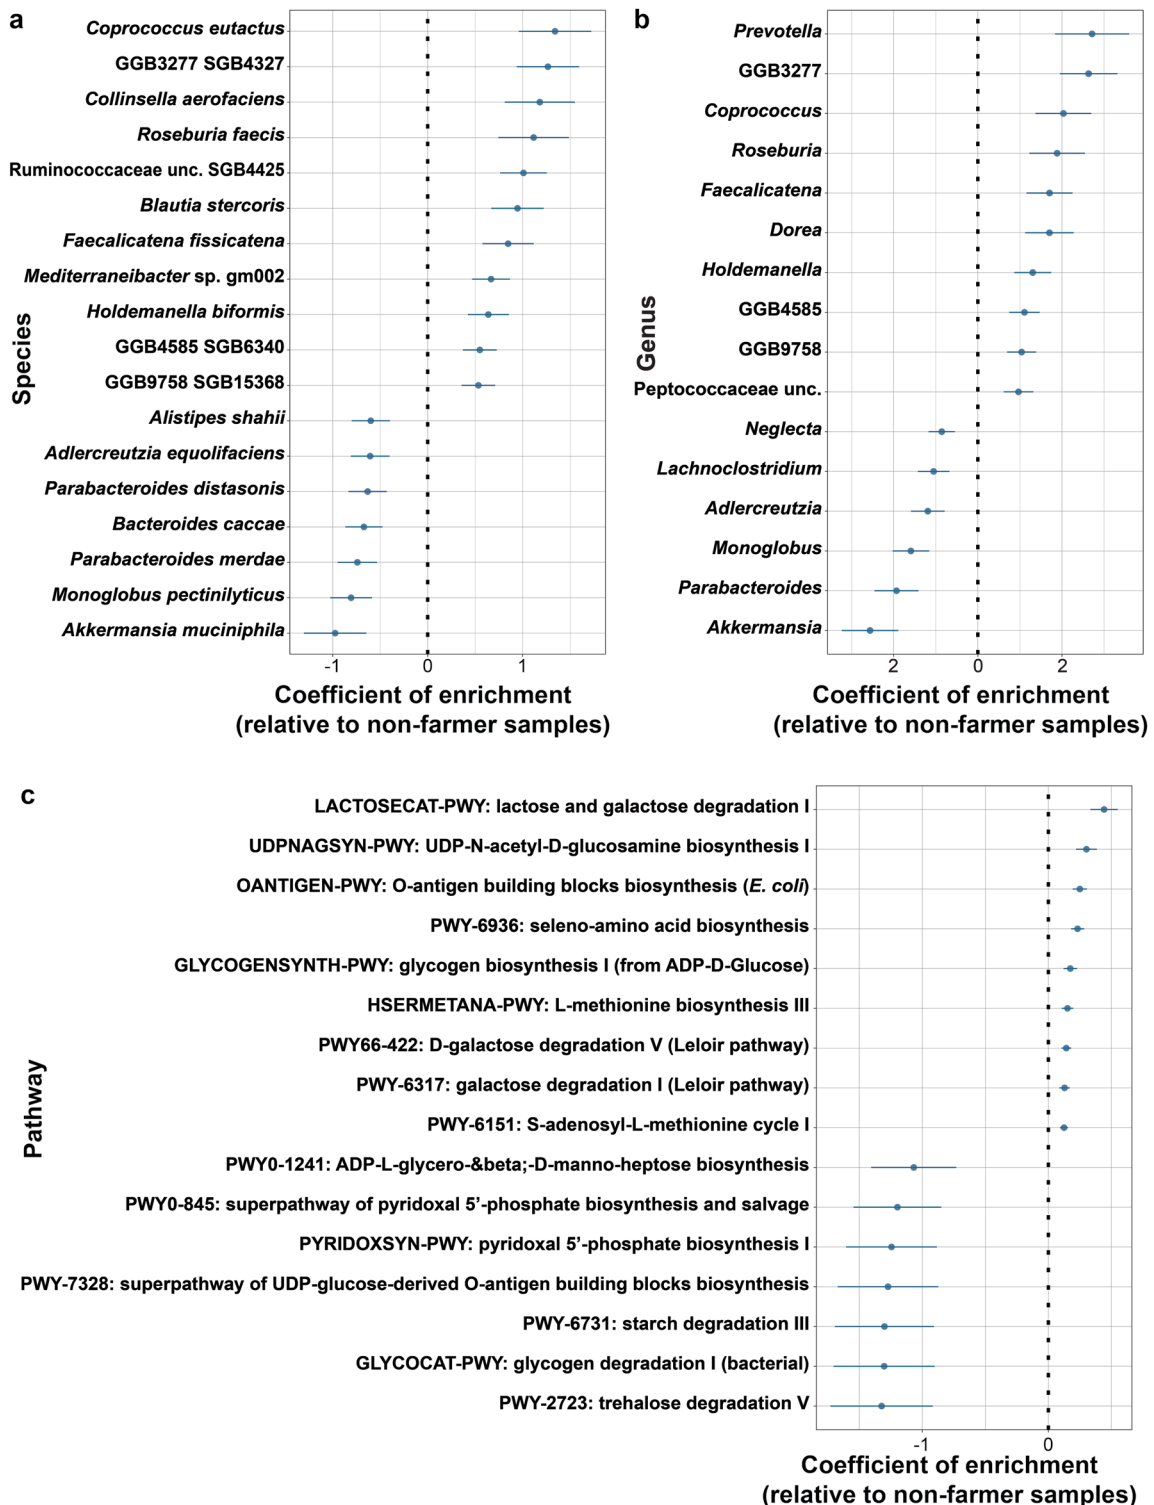 a
Coprococcus eutactus
GGB3277 SGB4327
Collinsella aerofaciens
Roseburia faecis
Ruminococcaceae unc. SGB4425
Blautia stercoris
Faecalicatena fissicatena
Mediterraneibacter sp. gm002
Holdemanella biformis
GGB4585 SGB6340
GGB9758 SGB15368
Alistipes shahii
Adlercreutzia equolifaciens
Parabacteroides distasonis
Bacteroides caccae
Parabacteroides merdae
Monoglobus pectinilyticus
Akkermansia muciniphila
Species
-1 0 1
Coefficient of enrichment
(relative to non-farmer samples)
b
Prevotella
GGB3277
Coprococcus
Roseburia
Faecalicatena
Dorea
Holdemanella
GGB4585
GGB9758
Peptococcaceae unc.
Neglecta
Lachnoclostridium
Adlercreutzia
Monoglobus
Parabacteroides
Akkermansia
Genus
2 0 2
Coefficient of enrichment
(relative to non-farmer samples)
c
LACTOSECAT-PWY: lactose and galactose degradation I
UDPNAGSYN-PWY: UDP-N-acetyl-D-glucosamine biosynthesis I
OANTIGEN-PWY: O-antigen building blocks biosynthesis (E. coli)
PWY-6936: seleno-amino acid biosynthesis
GLYCOGENSYNTH-PWY: glycogen biosynthesis I (from ADP-D-Glucose)
HSERMETANA-PWY: L-methionine biosynthesis III
PWY66-422: D-galactose degradation V (Leloir pathway)
PWY-6317: galactose degradation I (Leloir pathway)
PWY-6151: S-adenosyl-L-methionine cycle I
PWY0-1241: ADP-L-glycero-&beta;-D-manno-heptose biosynthesis
PWY0-845: superpathway of pyridoxal 5’-phosphate biosynthesis and salvage
PYRIDOXSYN-PWY: pyridoxal 5’-phosphate biosynthesis I
PWY-7328: superpathway of UDP-glucose-derived O-antigen building blocks biosynthesis
PWY-6731: starch degradation III
GLYCOCAT-PWY: glycogen degradation I (bacterial)
PWY-2723: trehalose degradation V
Pathway
-1 0
Coefficient of enrichment
(relative to non-farmer samples)